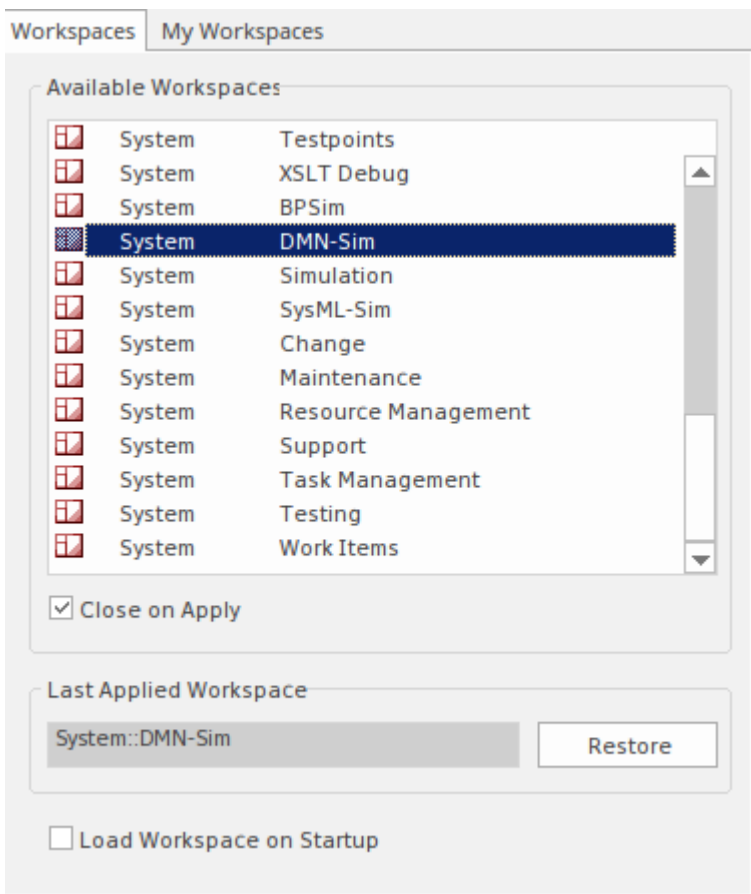 Workspaces My Workspaces
Available Workspaces
System Testpoints
System XSLT Debug
System BPSim
System DMN-Sim
System Simulation
System SysML-Sim
System Change
System Maintenance
System Resource Management
System Support
System Task Management
System Testing
System Work Items
Close on Apply
Last Applied Workspace
System::DMN-Sim Restore
Load Workspace on Startup